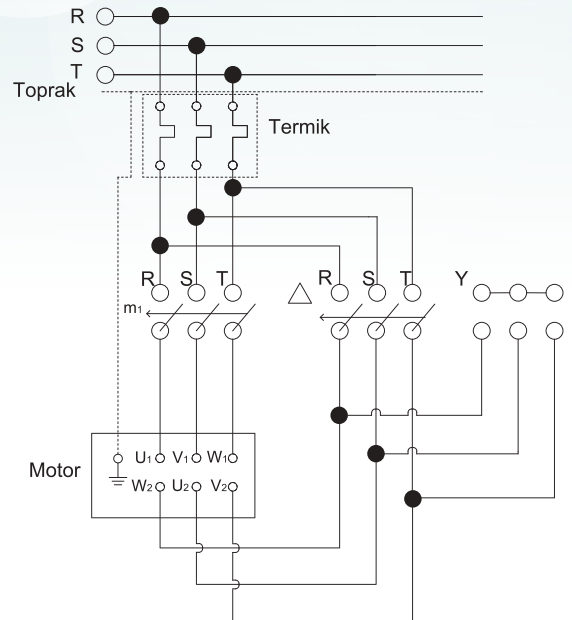 R
S
T
Toprak
Termik
R S T R S T Y
m1
Motor
U1 V1 W1
W2 U2 V2